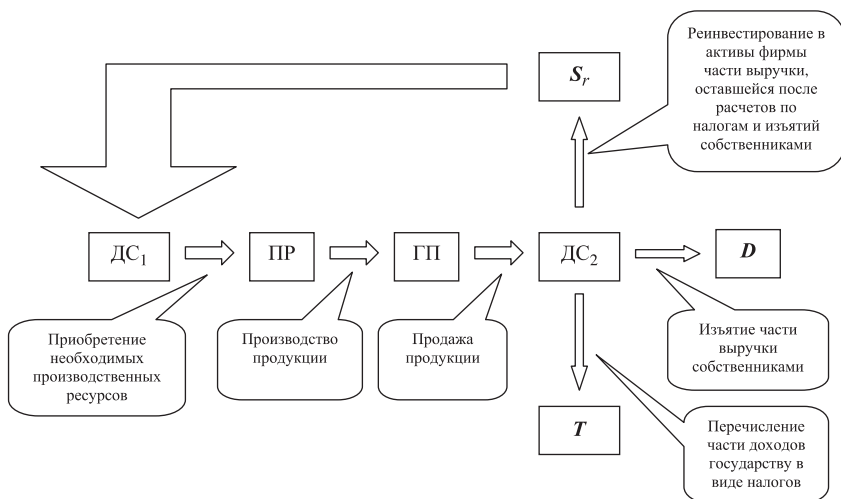 Реинвестирование в
активы фирмы
части выручки,
оставшейся после
расчетов по
налогам и изъятий
собственниками
Sᵣ
ДС₁
ПР
ГП
ДС₂
D
Приобретение
необходимых
производственных
ресурсов
Производство
продукции
Продажа
продукции
Изъятие части
выручки
собственниками
T
Перечисление
части доходов
государству в
виде налогов